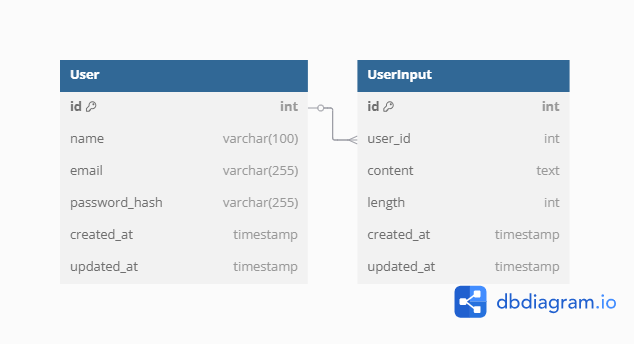 User
id int
name varchar(100)
email varchar(255)
password_hash varchar(255)
created_at timestamp
updated_at timestamp
UserInput
id int
user_id int
content text
length int
created_at timestamp
updated_at timestamp
dbdiagram.io